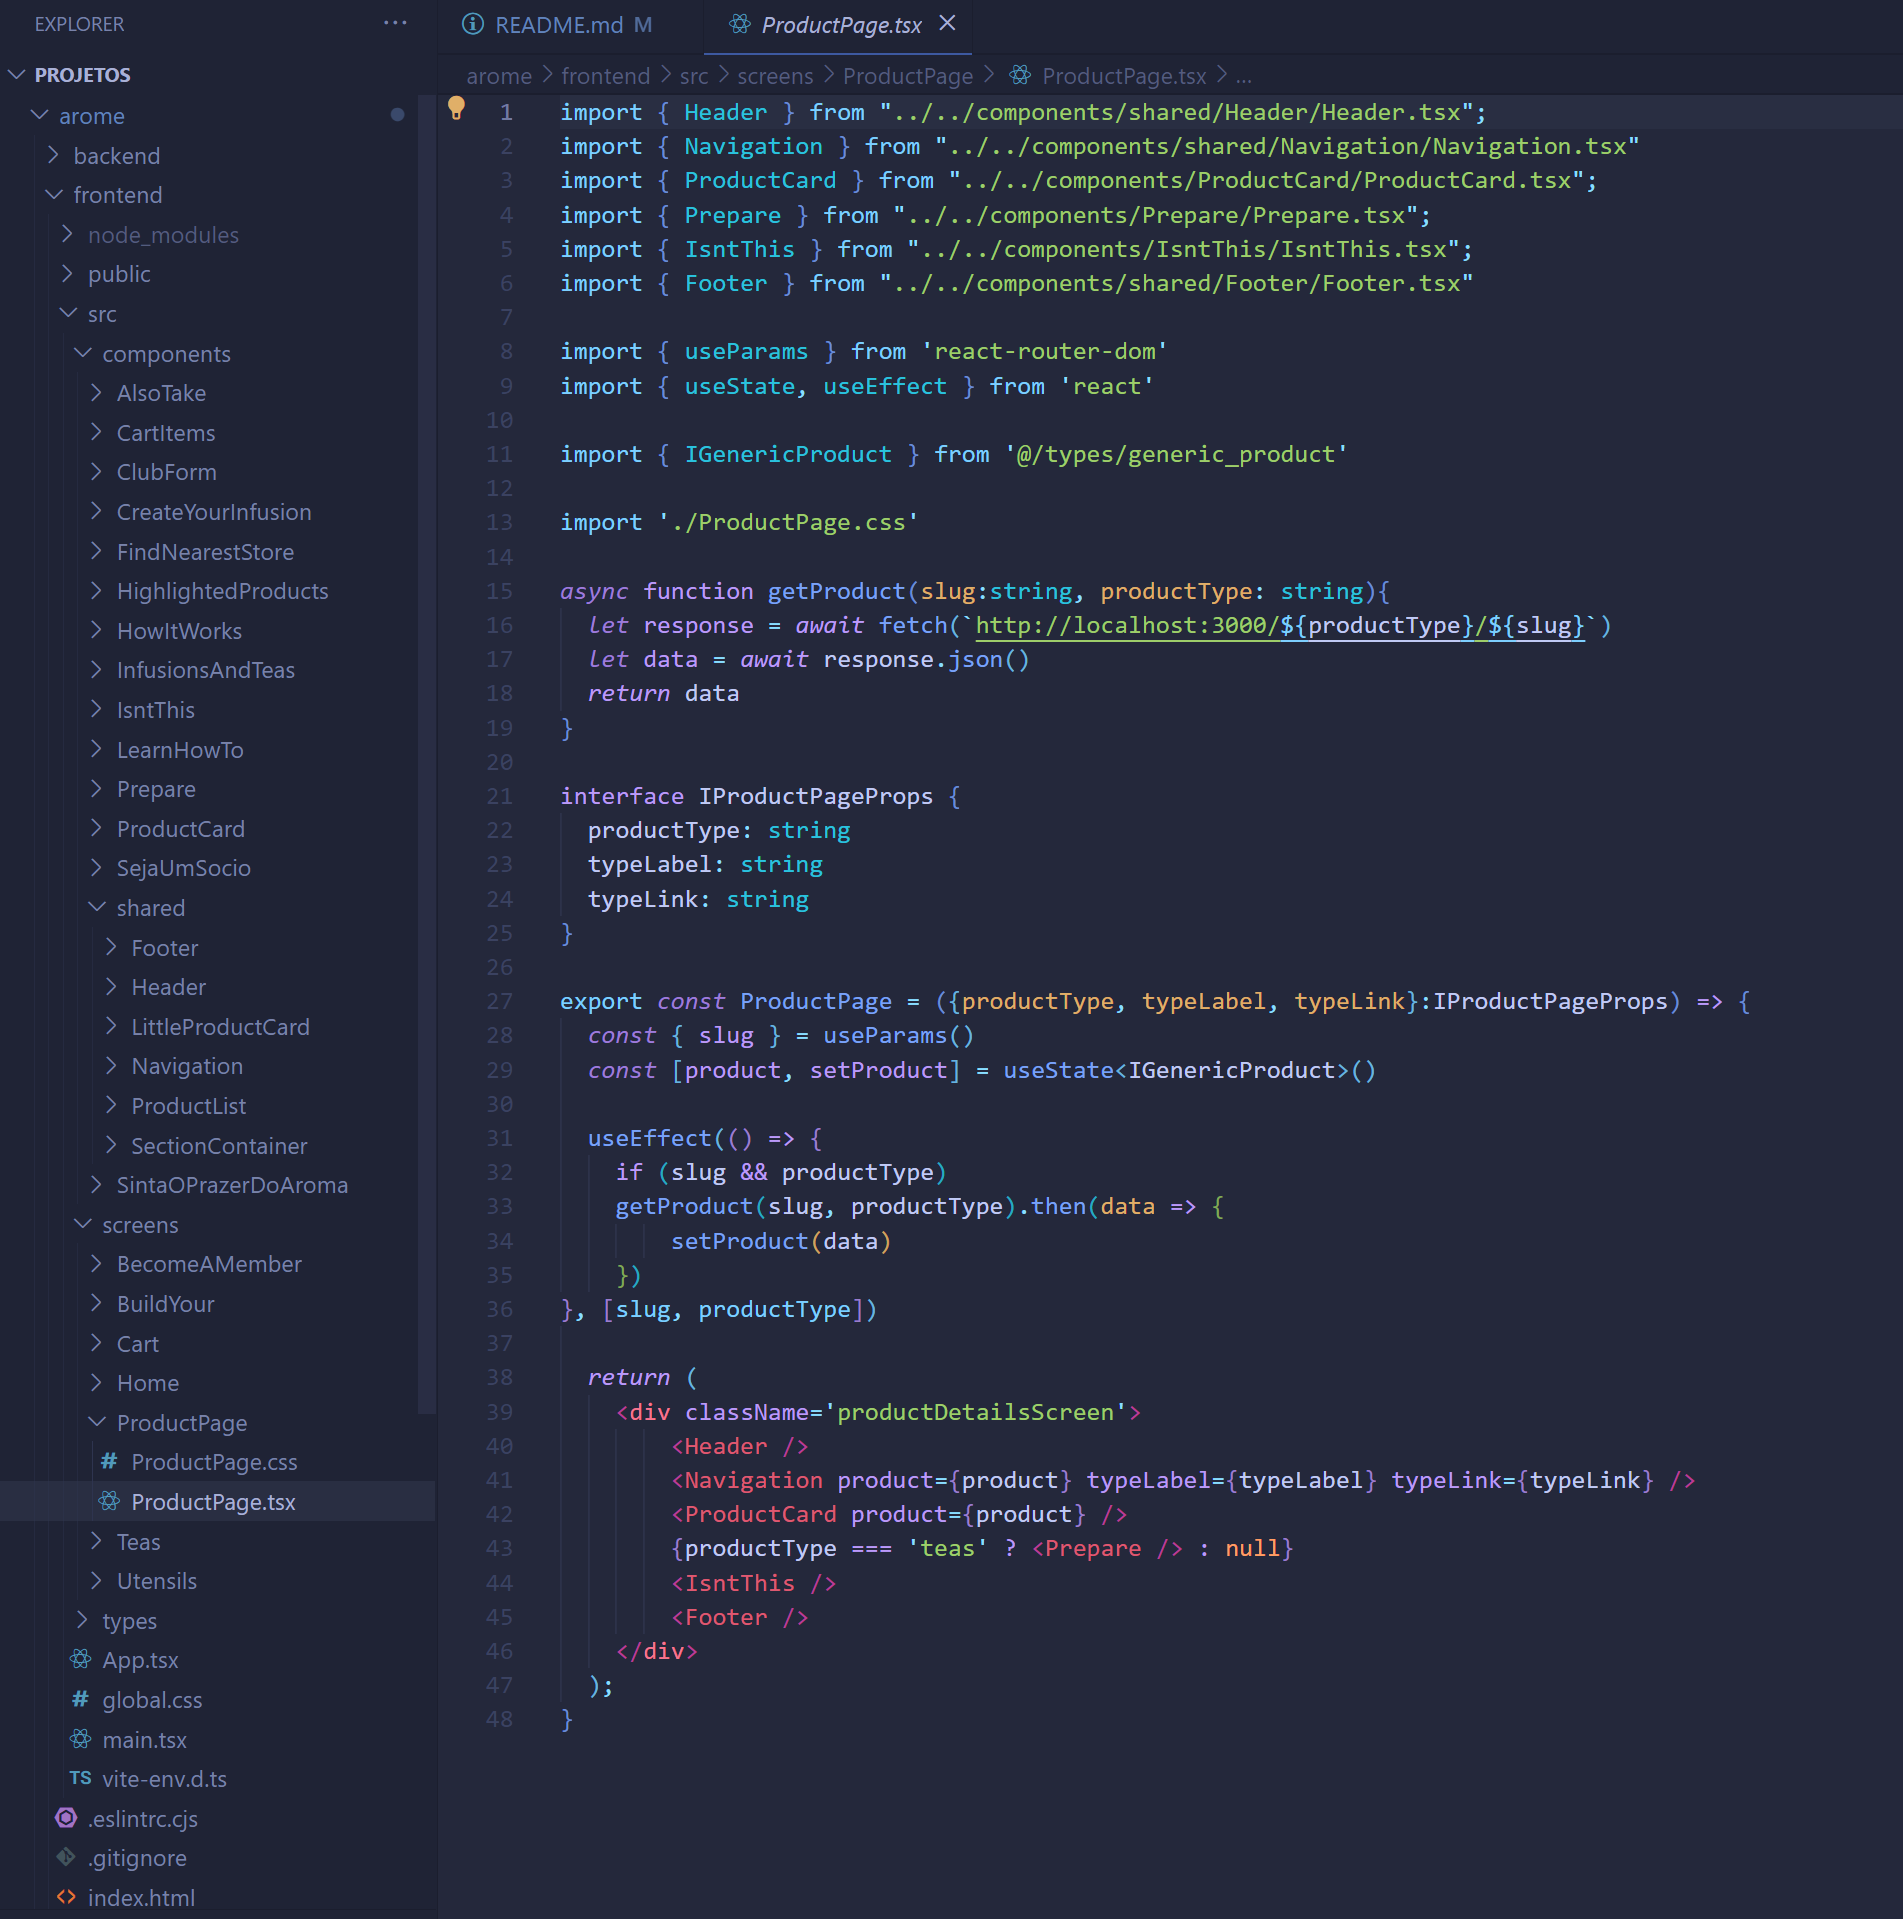 EXPLORER ···
PROJETOS
arome
backend
frontend
node_modules
public
src
components
AlsoTake
CartItems
ClubForm
CreateYourInfusion
FindNearestStore
HighlightedProducts
HowItWorks
InfusionsAndTeas
IsntThis
LearnHowTo
Prepare
ProductCard
SejaUmSocio
shared
Footer
Header
LittleProductCard
Navigation
ProductList
SectionContainer
SintaOPrazerDoAroma
screens
BecomeAMember
BuildYour
Cart
Home
ProductPage
# ProductPage.css
ProductPage.tsx
Teas
Utensils
types
App.tsx
# global.css
main.tsx
TS vite-env.d.ts
.eslintrc.cjs
.gitignore
<> index.html
README.md M ProductPage.tsx
arome > frontend > src > screens > ProductPage > ProductPage.tsx > ...
1 import { Header } from "../../components/shared/Header/Header.tsx";
2 import { Navigation } from "../../components/shared/Navigation/Navigation.tsx"
3 import { ProductCard } from "../../components/ProductCard/ProductCard.tsx";
4 import { Prepare } from "../../components/Prepare/Prepare.tsx";
5 import { IsntThis } from "../../components/IsntThis/IsntThis.tsx";
6 import { Footer } from "../../components/shared/Footer/Footer.tsx"
7
8 import { useParams } from 'react-router-dom'
9 import { useState, useEffect } from 'react'
10
11 import { IGenericProduct } from '@/types/generic_product'
12
13 import './ProductPage.css'
14
15 async function getProduct(slug:string, productType: string){
16   let response = await fetch(`http://localhost:3000/${productType}/${slug}`)
17   let data = await response.json()
18   return data
19 }
20
21 interface IProductPageProps {
22   productType: string
23   typeLabel: string
24   typeLink: string
25 }
26
27 export const ProductPage = ({productType, typeLabel, typeLink}:IProductPageProps) => {
28   const { slug } = useParams()
29   const [product, setProduct] = useState<IGenericProduct>()
30
31   useEffect(() => {
32     if (slug && productType)
33     getProduct(slug, productType).then(data => {
34         setProduct(data)
35     })
36 }, [slug, productType])
37
38   return (
39     <div className='productDetailsScreen'>
40         <Header />
41         <Navigation product={product} typeLabel={typeLabel} typeLink={typeLink} />
42         <ProductCard product={product} />
43         {productType === 'teas' ? <Prepare /> : null}
44         <IsntThis />
45         <Footer />
46     </div>
47   );
48 }